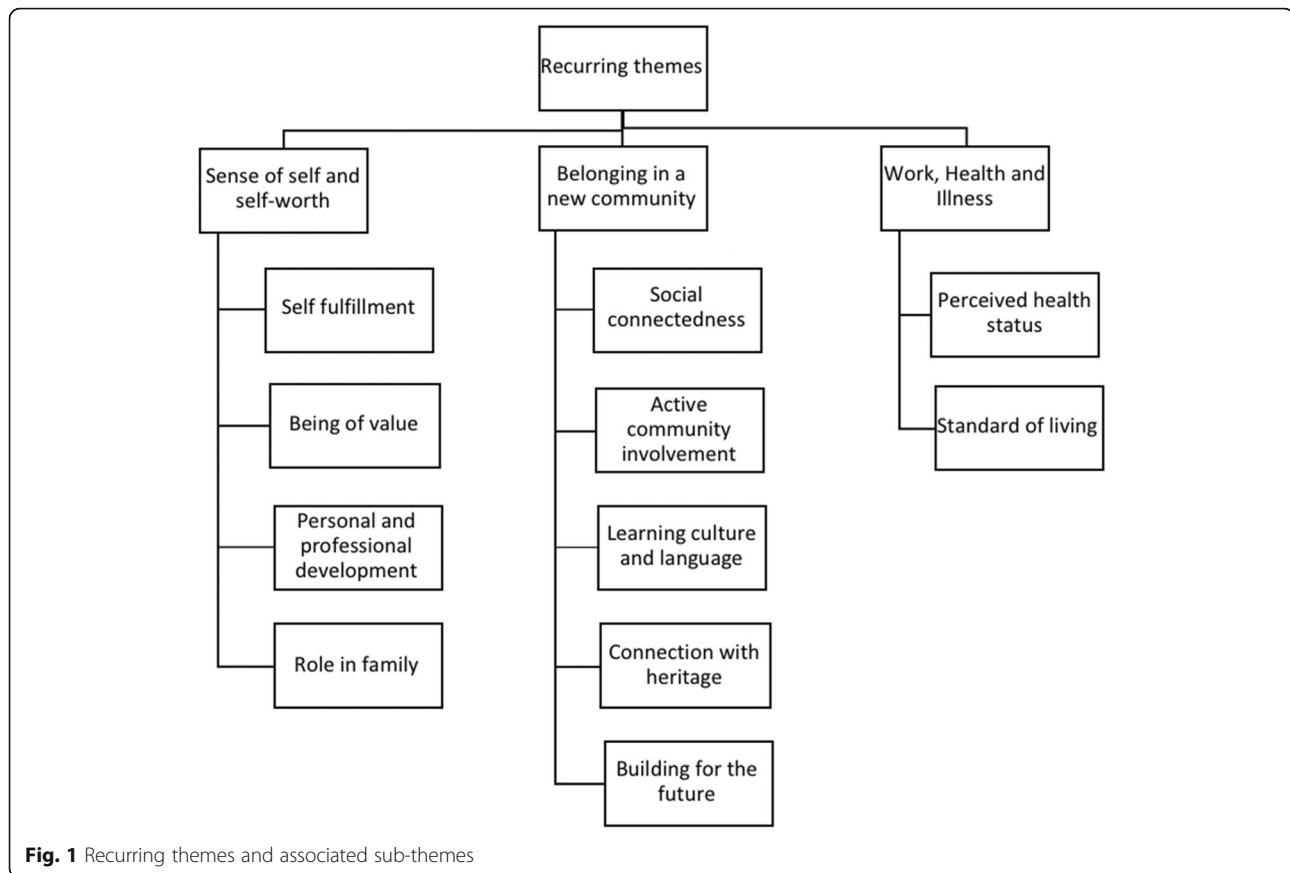 Recurring themes
Sense of self and
self-worth
Self fulfillment
Being of value
Personal and
professional
development
Role in family
Belonging in a
new community
Social
connectedness
Active
community
involvement
Learning culture
and language
Connection with
heritage
Building for the
future
Work, Health and
Illness
Perceived health
status
Standard of living
Fig. 1 Recurring themes and associated sub-themes